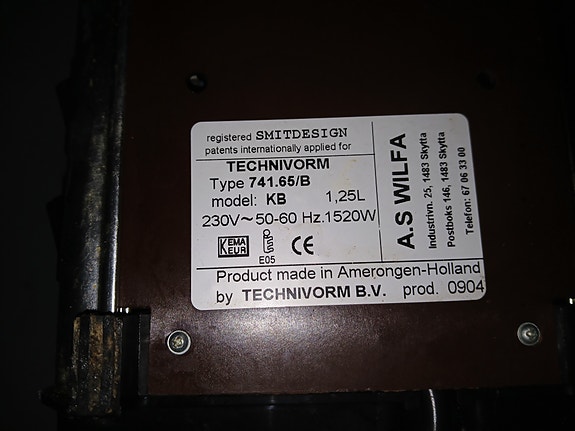 registered SMITDESIGN
patents internationally applied for
TECHNIVORM
Type 741.65/B
model: KB 1,25L
230V~50-60 Hz.1520W
KEMA
EUR
E05
CE
Product made in Amerongen-Holland
by TECHNIVORM B.V. prod. 0904
A.S WILFA
Industrivn. 25, 1483 Skytta
Postboks 146, 1483 Skytta
Telefon: 67 06 33 00